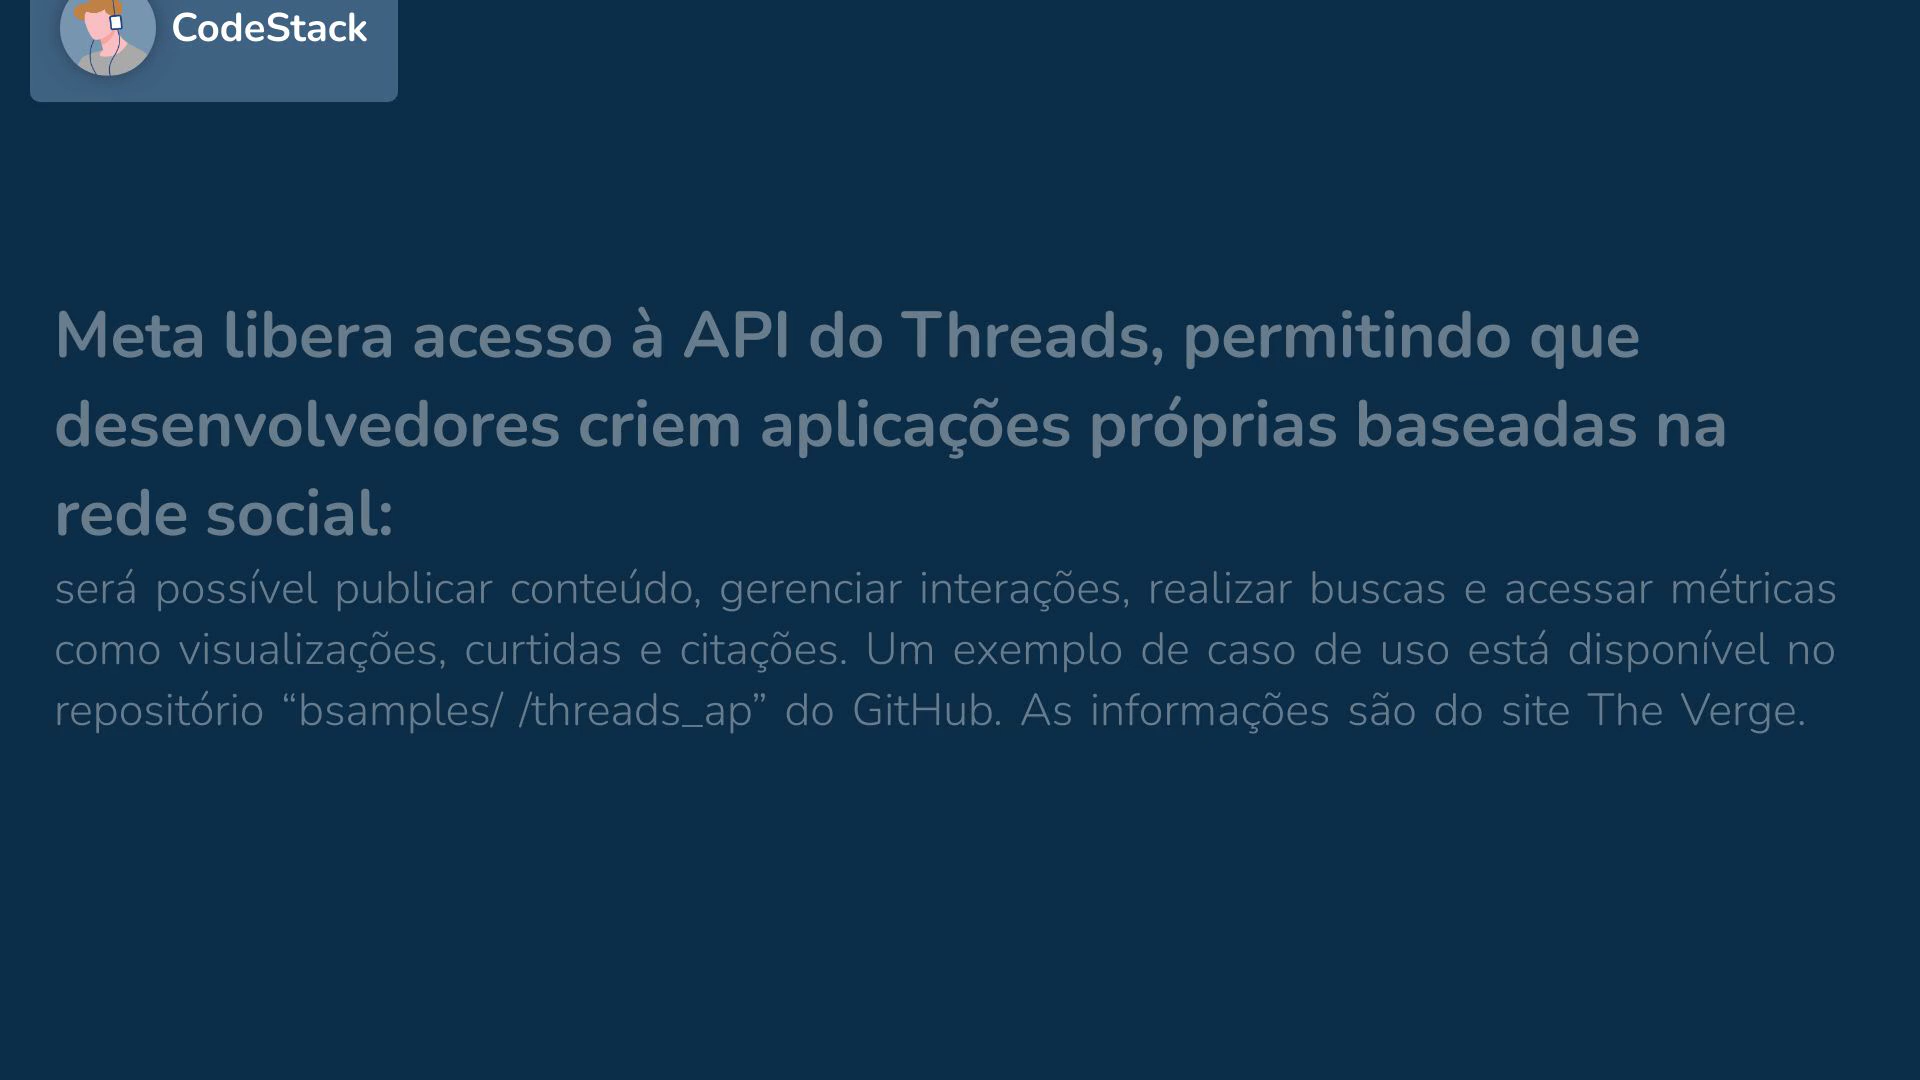 CodeStack
Meta libera acesso à API do Threads, permitindo que
desenvolvedores criem aplicações próprias baseadas na
rede social:
será possível publicar conteúdo, gerenciar interações, realizar buscas e acessar métricas
como visualizações, curtidas e citações. Um exemplo de caso de uso está disponível no
repositório “bsamples/ /threads_ap” do GitHub. As informações são do site The Verge.